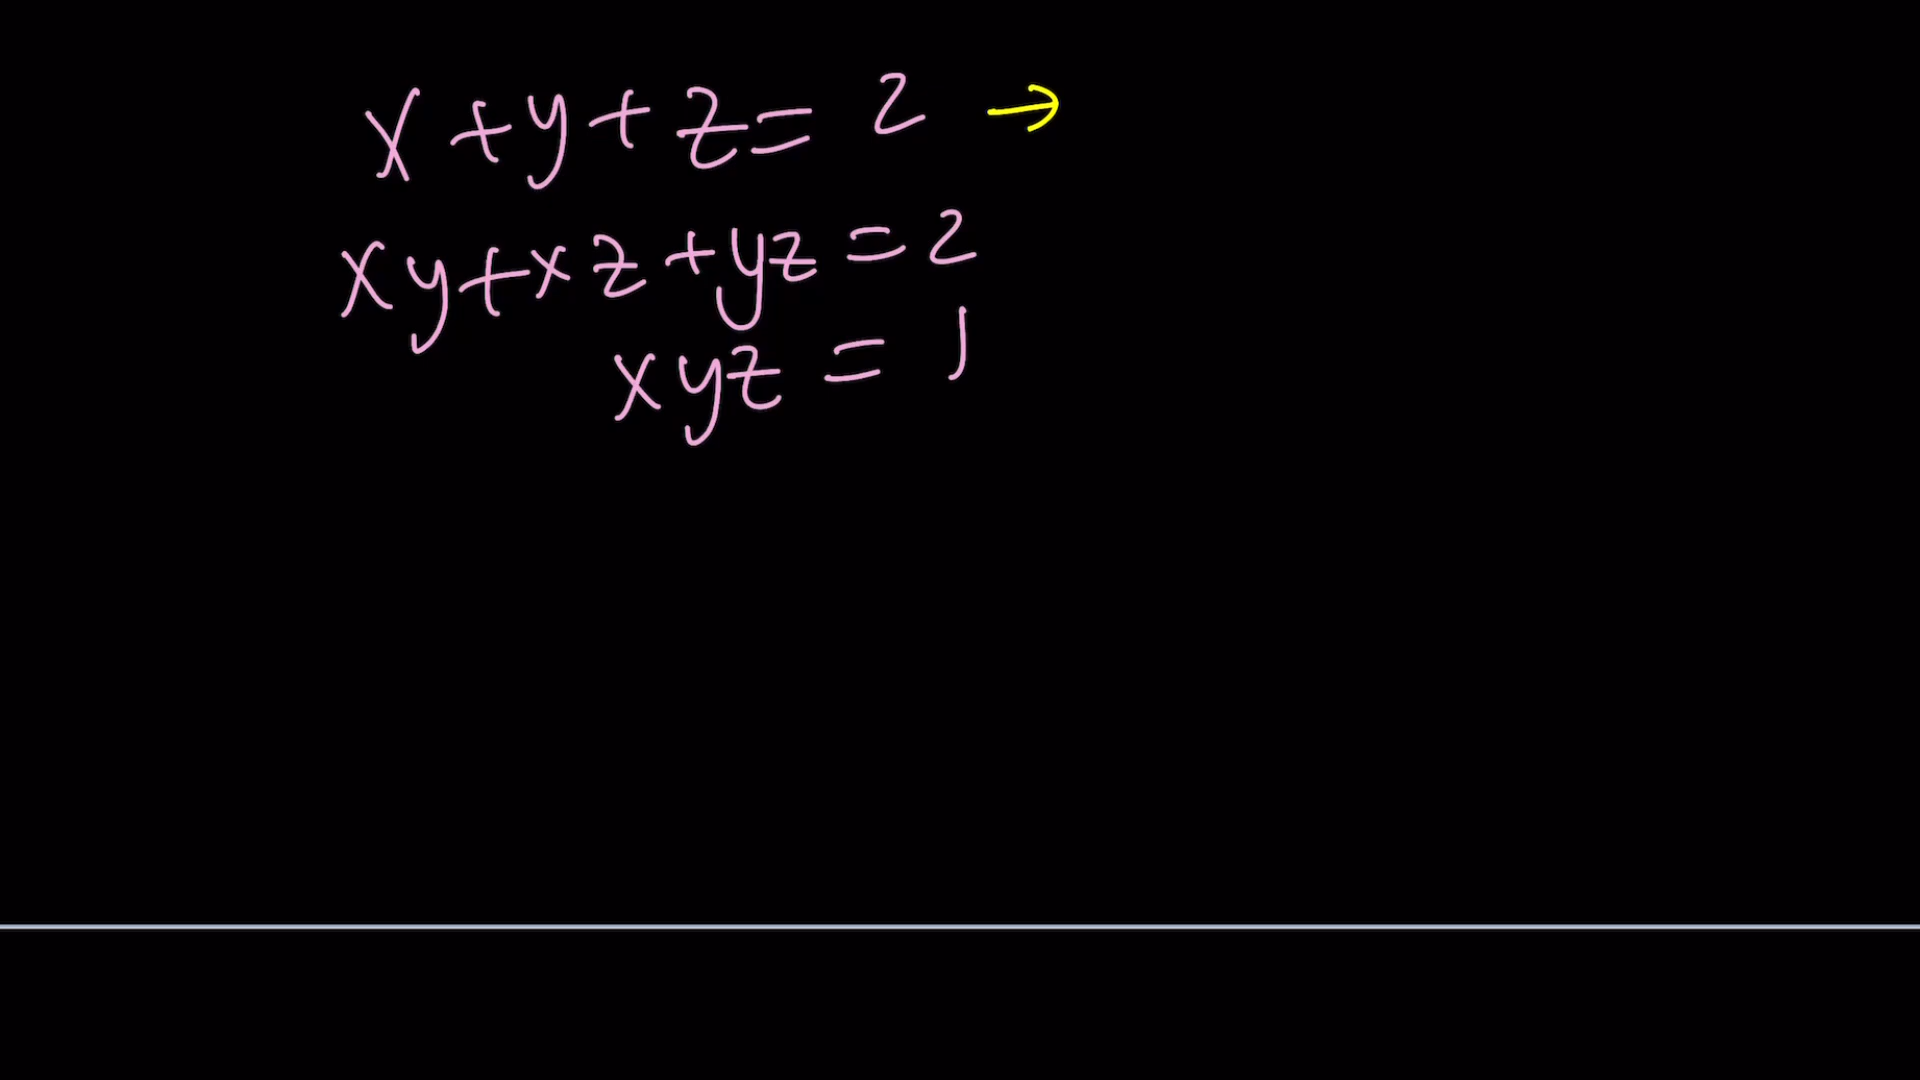 x + y + z = 2 →
xy + xz + yz = 2
xyz = 1